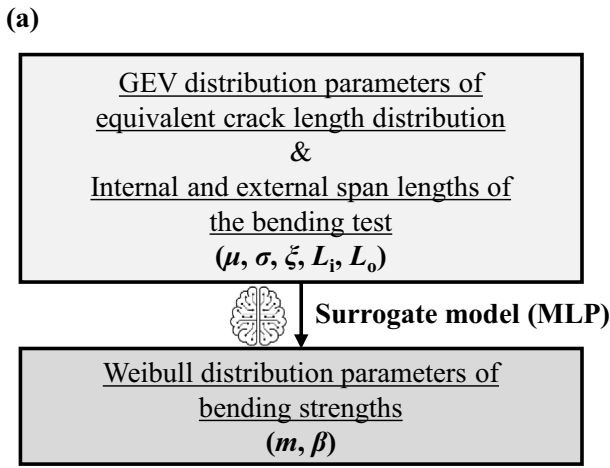 (a)
GEV distribution parameters of
equivalent crack length distribution
&
Internal and external span lengths of
the bending test
(μ, σ, ξ, Lᵢ, Lₒ)
Surrogate model (MLP)
Weibull distribution parameters of
bending strengths
(m, β)